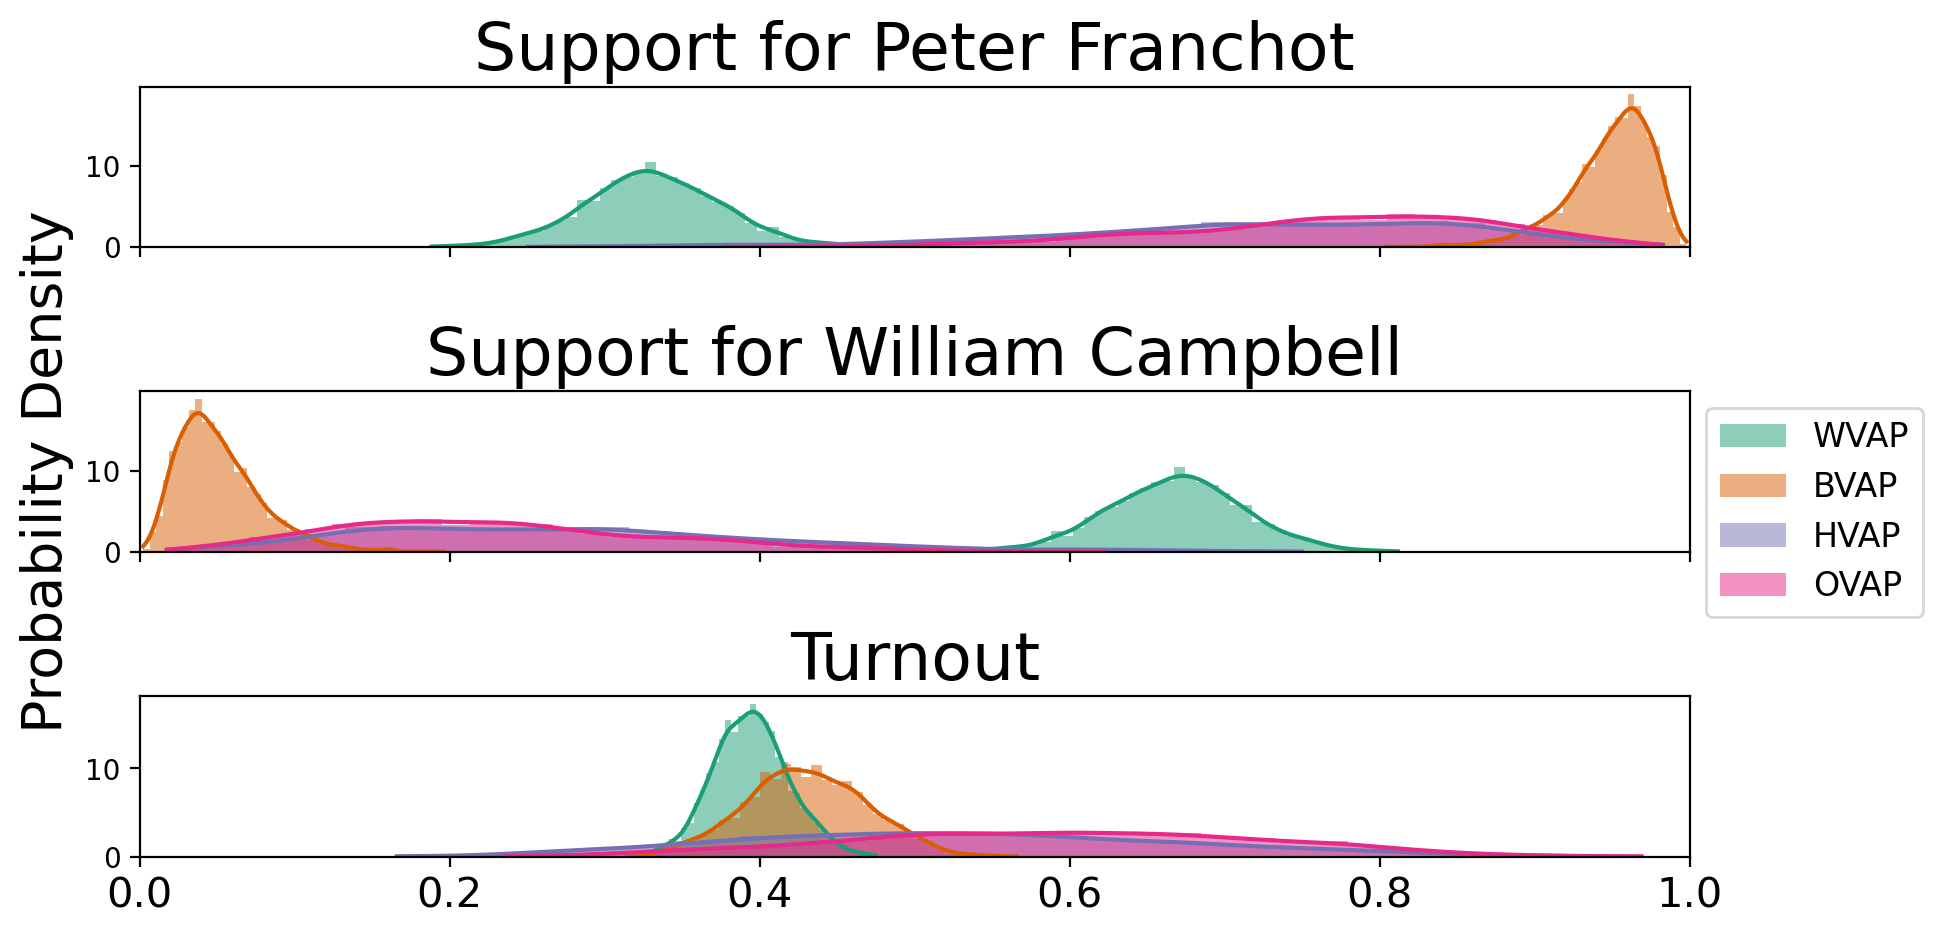 Support for Peter Franchot
10
0
Support for William Campbell
10
0
Turnout
10
0
0.0 0.2 0.4 0.6 0.8 1.0
Probability Density
WVAP
BVAP
HVAP
OVAP